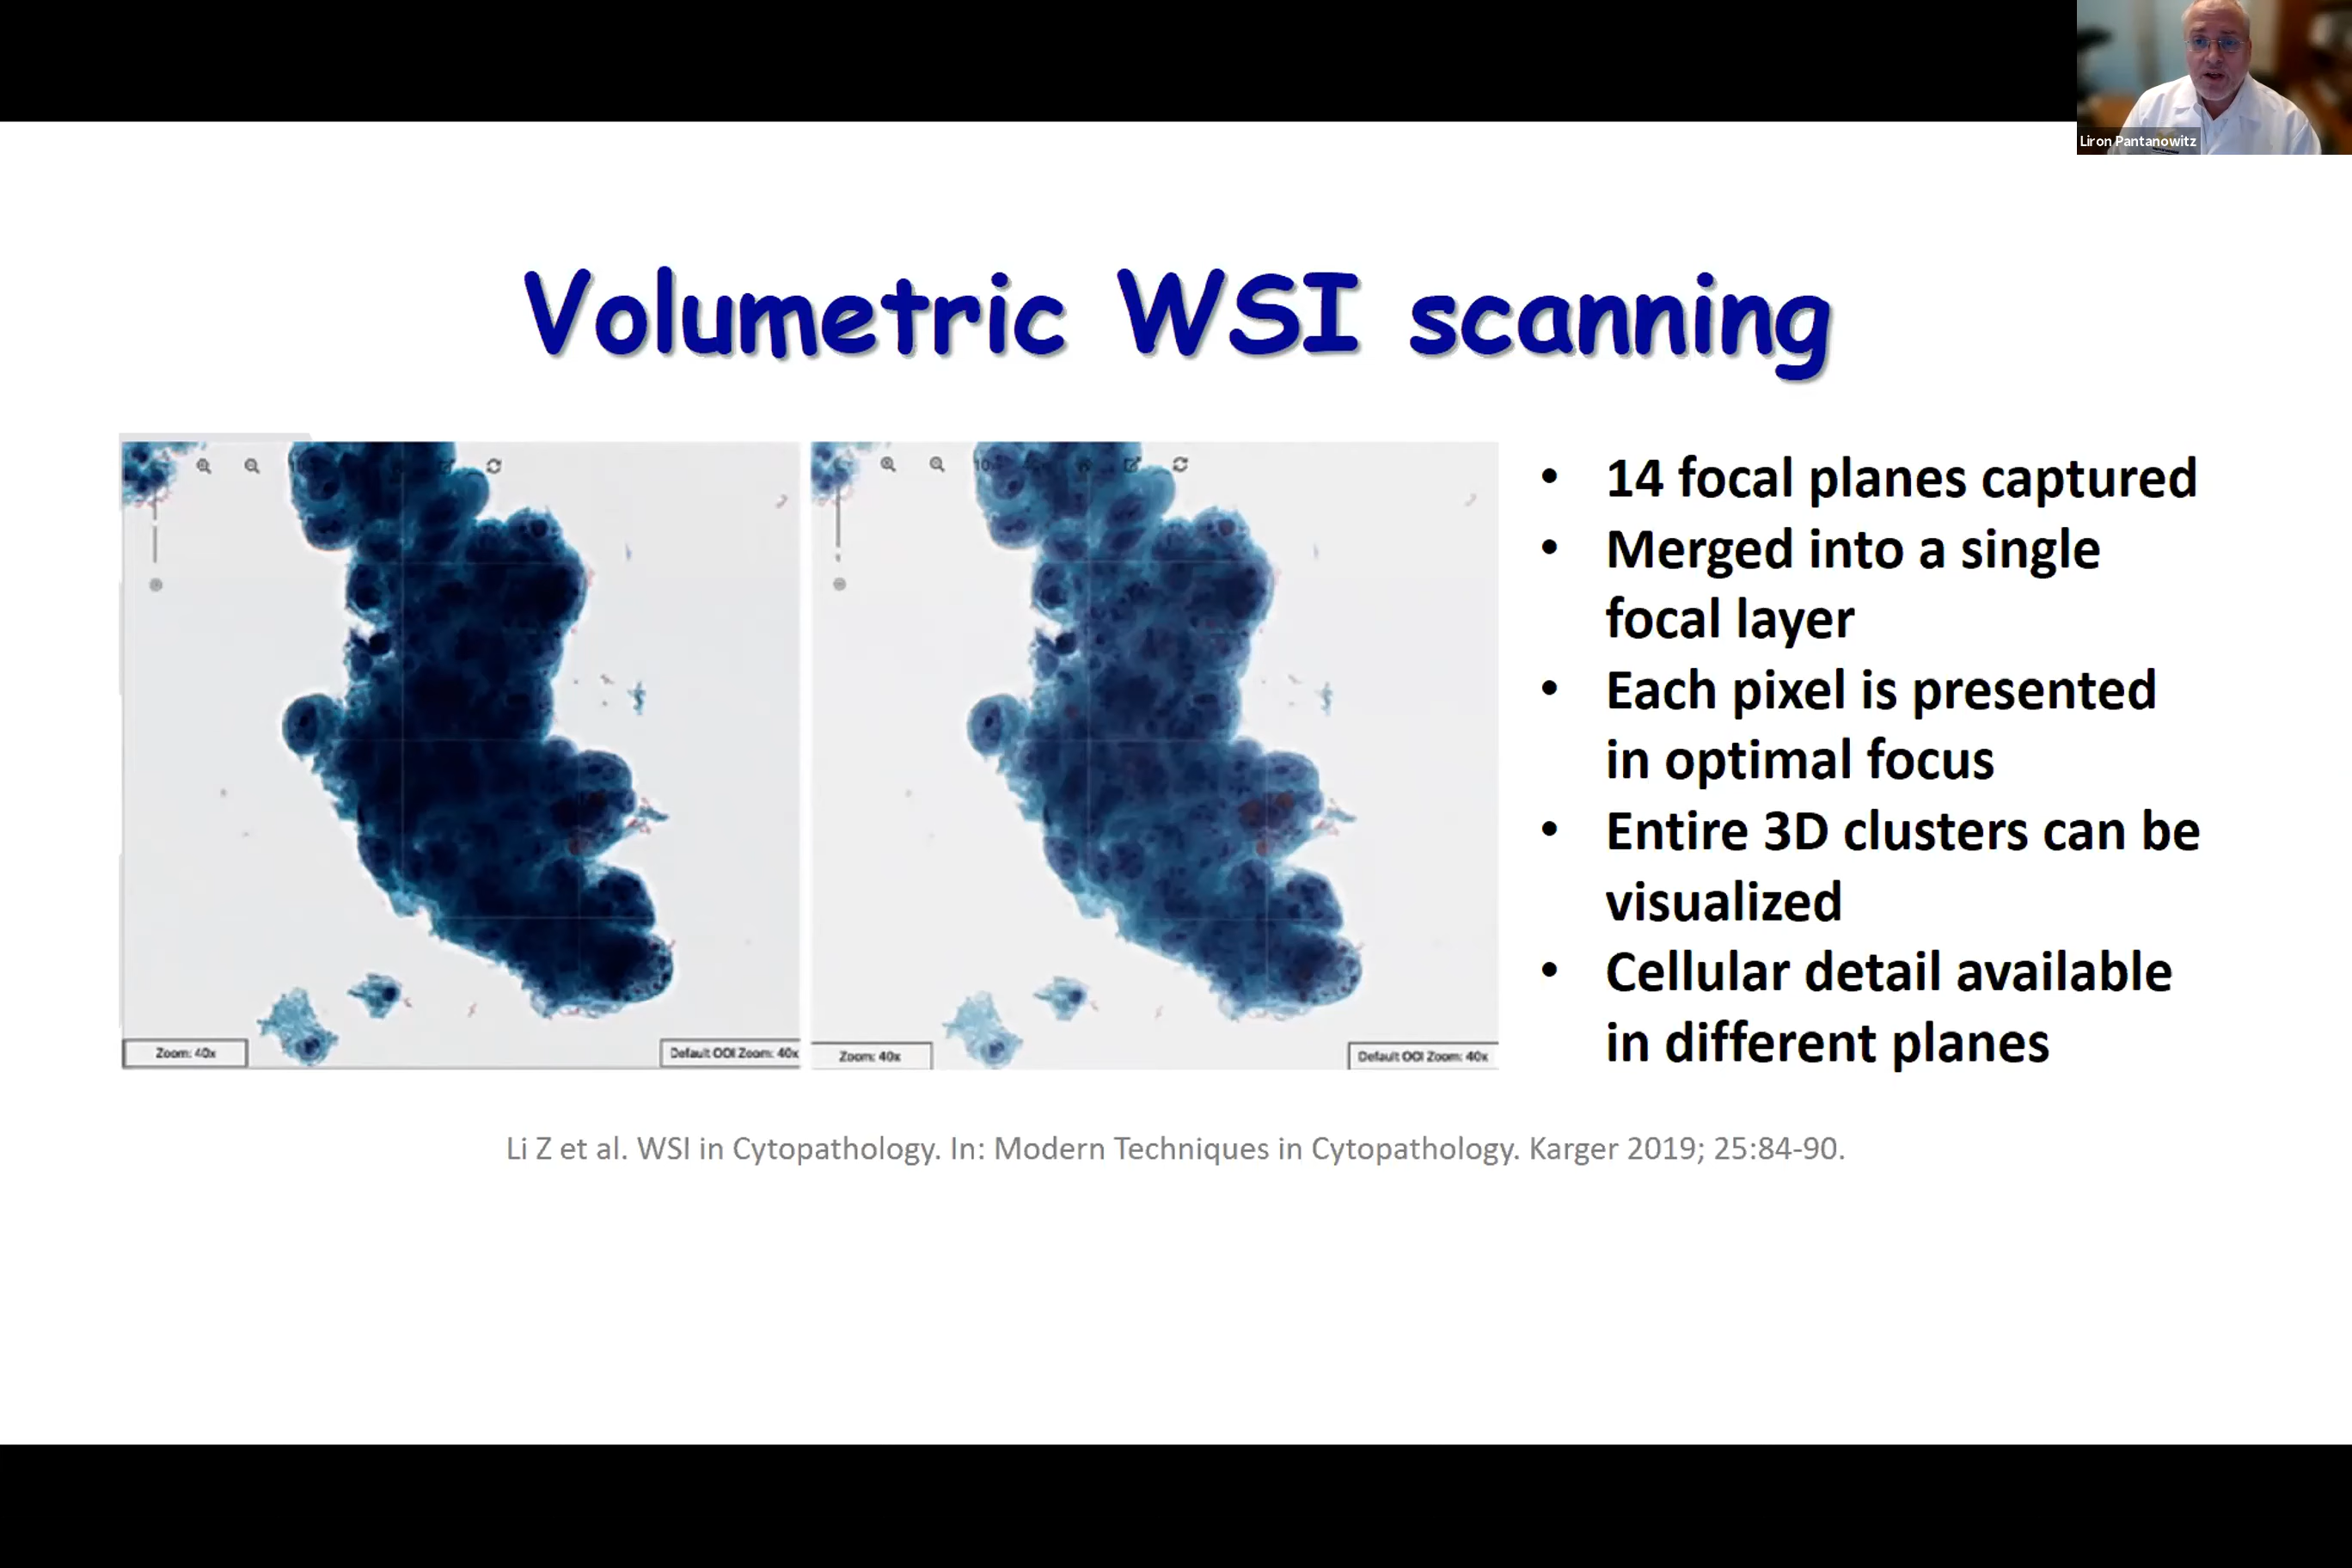 Liron Pantanowitz
Volumetric WSI scanning
• 14 focal planes captured
• Merged into a single
focal layer
• Each pixel is presented
in optimal focus
• Entire 3D clusters can be
visualized
• Cellular detail available
in different planes
Zoom: 40x
Default OOI Zoom: 40x
Zoom: 40x
Default OOI Zoom: 40x
Li Z et al. WSI in Cytopathology. In: Modern Techniques in Cytopathology. Karger 2019; 25:84-90.